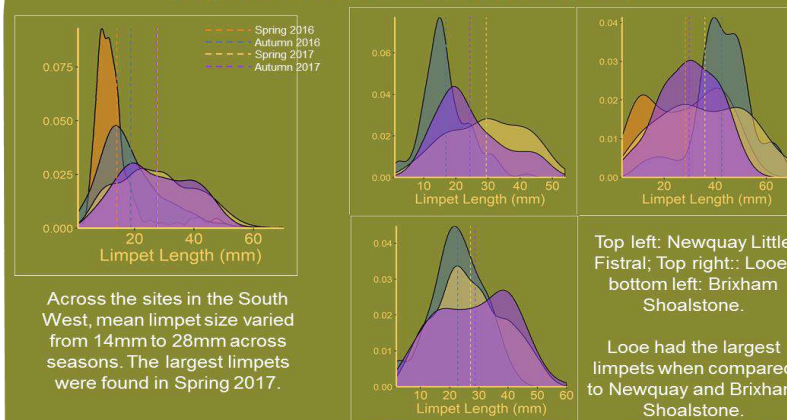 Spring 2016
Autumn 2016
Spring 2017
Autumn 2017
0.075
0.050
0.025
0.000
20
40
60
Limpet Length (mm)
0.06
0.04
0.02
0.00
10
20
30
40
50
Limpet Length (mm)
0.04
0.03
0.02
0.01
0.00
20
40
60
Limpet Length (mm)
0.04
0.03
0.02
0.01
0.00
10
20
30
40
50
60
Limpet Length (mm)
Across the sites in the South
West, mean limpet size varied
from 14mm to 28mm across
seasons. The largest limpets
were found in Spring 2017.
Top left: Newquay Little
Fistral; Top right:: Looe
bottom left: Brixham
Shoalstone.
Looe had the largest
limpets when compared
to Newquay and Brixham
Shoalstone.